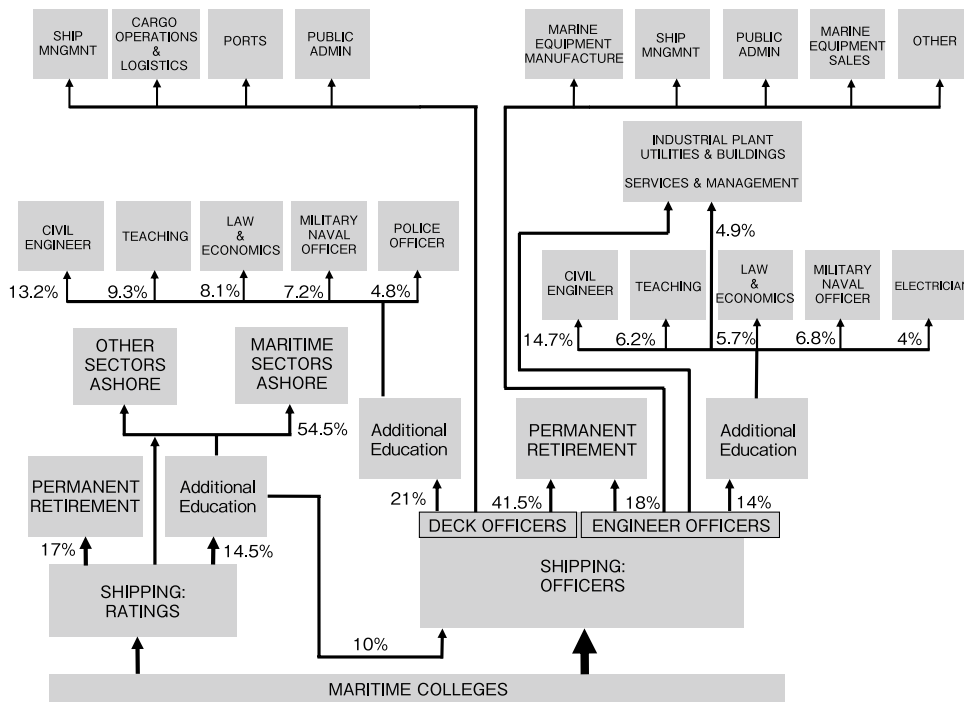 SHIP
MNGMNT
CARGO
OPERATIONS
&
LOGISTICS
PORTS
PUBLIC
ADMIN
MARINE
EQUIPMENT
MANUFACTURE
SHIP
MNGMNT
PUBLIC
ADMIN
MARINE
EQUIPMENT
SALES
OTHER
INDUSTRIAL PLANT
UTILITIES & BUILDINGS
SERVICES & MANAGEMENT
CIVIL
ENGINEER
TEACHING
LAW
&
ECONOMICS
MILITARY
NAVAL
OFFICER
POLICE
OFFICER
4.9%
13.2%
9.3%
8.1%
7.2%
4.8%
CIVIL
ENGINEER
TEACHING
LAW
&
ECONOMICS
MILITARY
NAVAL
OFFICER
ELECTRICIAN
14.7%
6.2%
5.7%
6.8%
4%
OTHER
SECTORS
ASHORE
MARITIME
SECTORS
ASHORE
54.5%
Additional
Education
PERMANENT
RETIREMENT
Additional
Education
PERMANENT
RETIREMENT
Additional
Education
21%
41.5%
18%
14%
DECK OFFICERS
ENGINEER OFFICERS
17%
14.5%
SHIPPING:
RATINGS
SHIPPING:
OFFICERS
10%
MARITIME COLLEGES